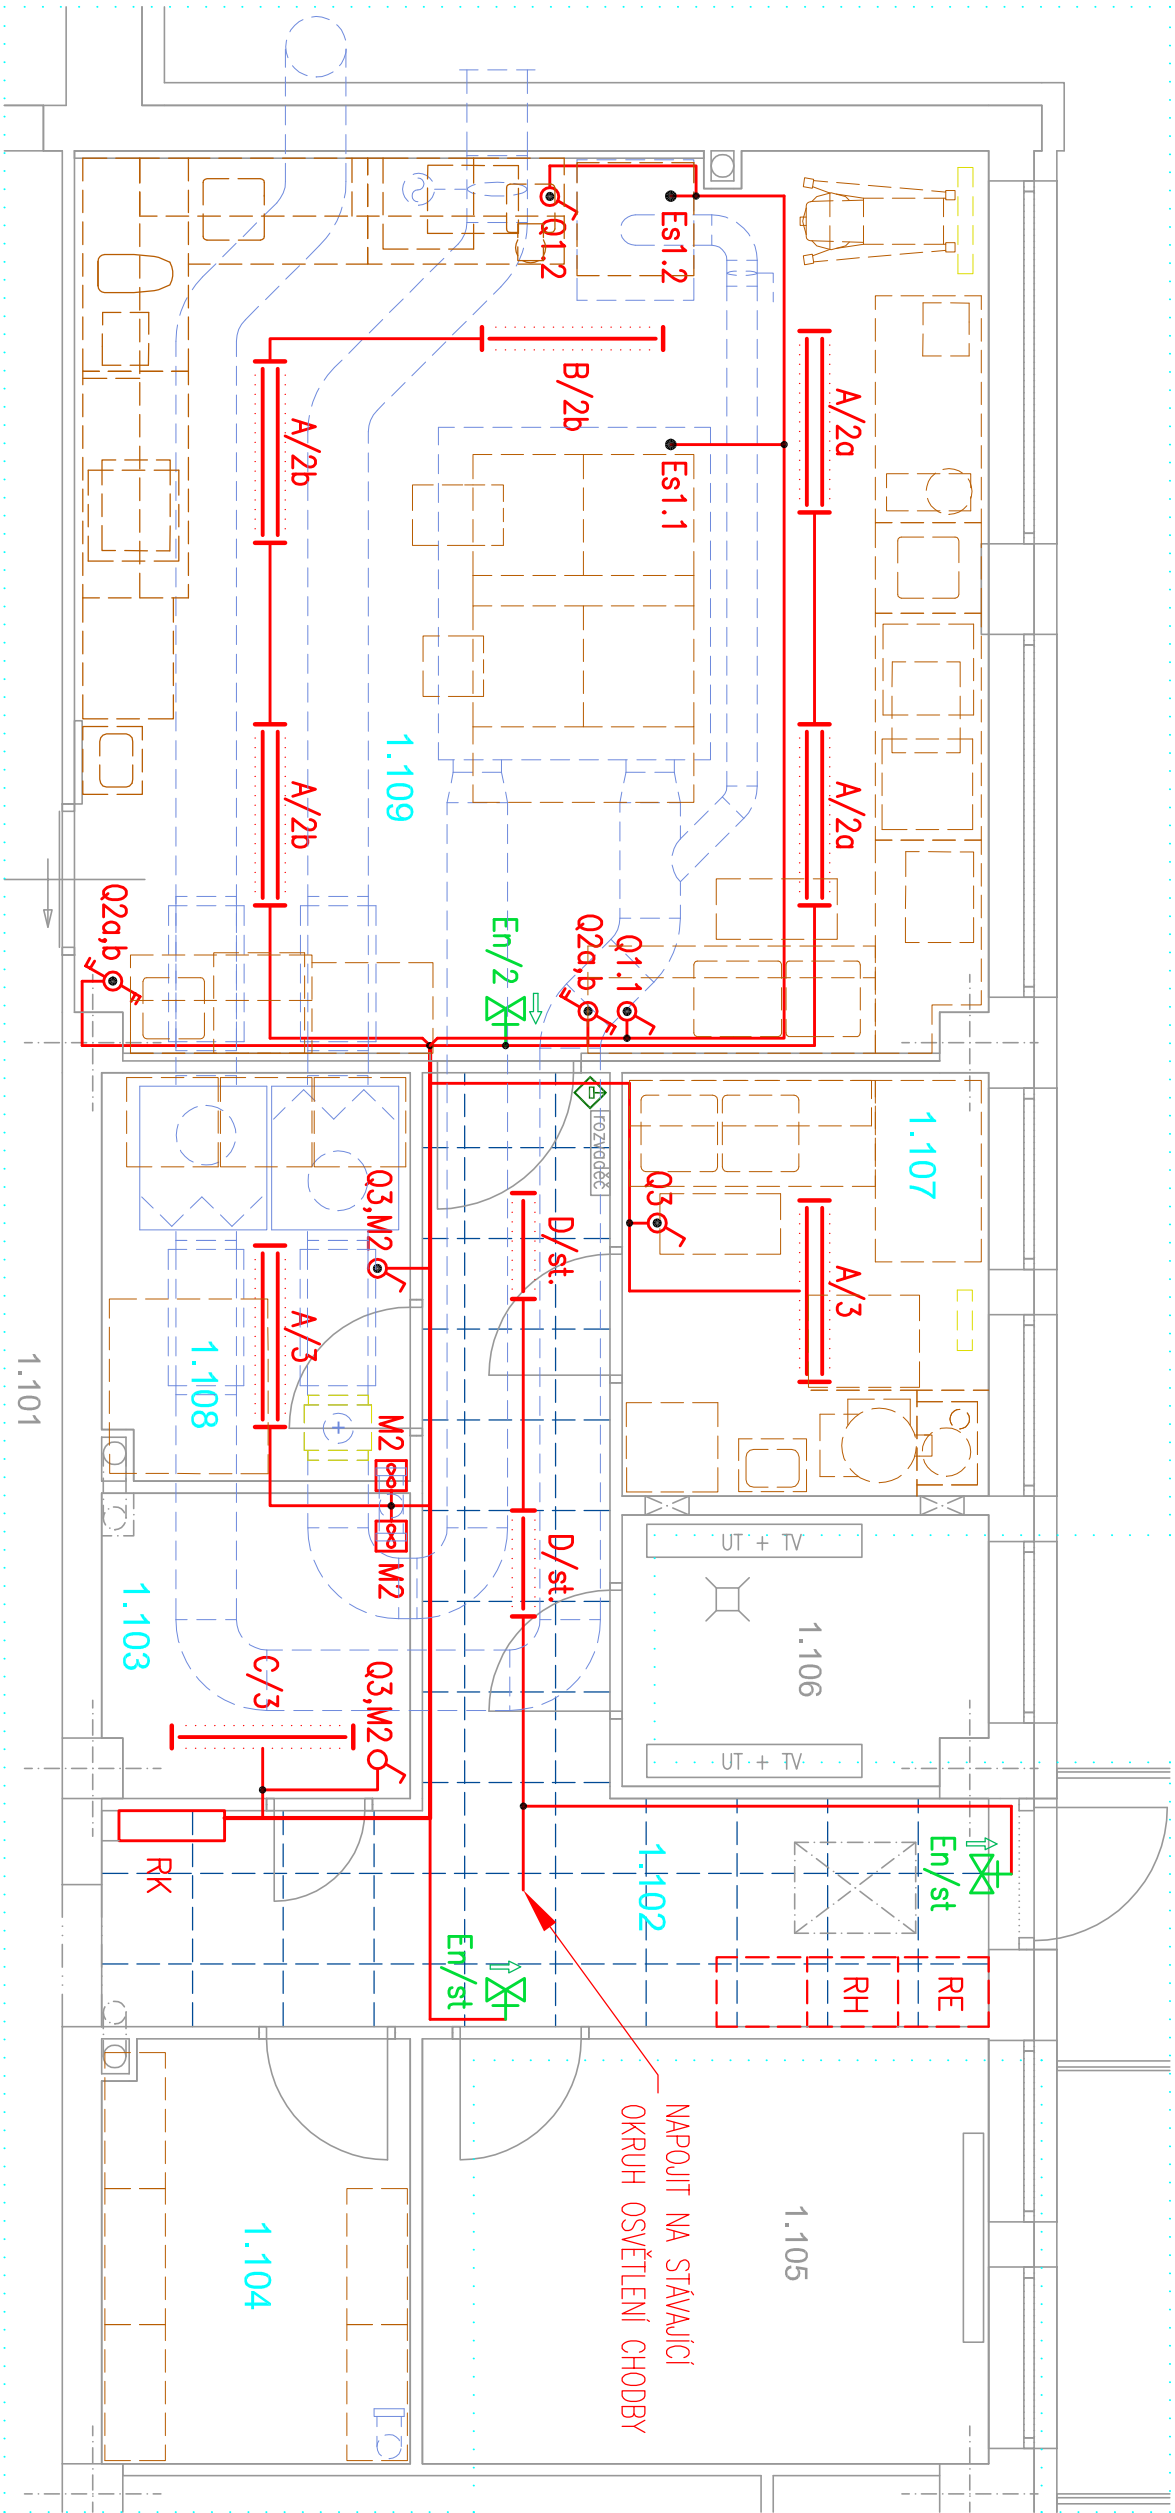 Q1.2
Es1.2
B/2b
A/2a
A/2b
Es1.1
1.109
A/2b
A/2a
Q2a,b
En/2
Q2a,b
Q1.1
rozvaděč
1.107
Q3,M2
D/st.
Q3
A/3
A/3
1.108
1.101
M2
M2
D/st.
UT + VL
1.106
1.103
C/3
Q3,M2
UT + VL
RK
1.102
En/st
En/st
RH
RE
NAPOJIT NA STÁVAJÍCÍ
OKRUH OSVĚTLENÍ CHODBY
1.105
1.104